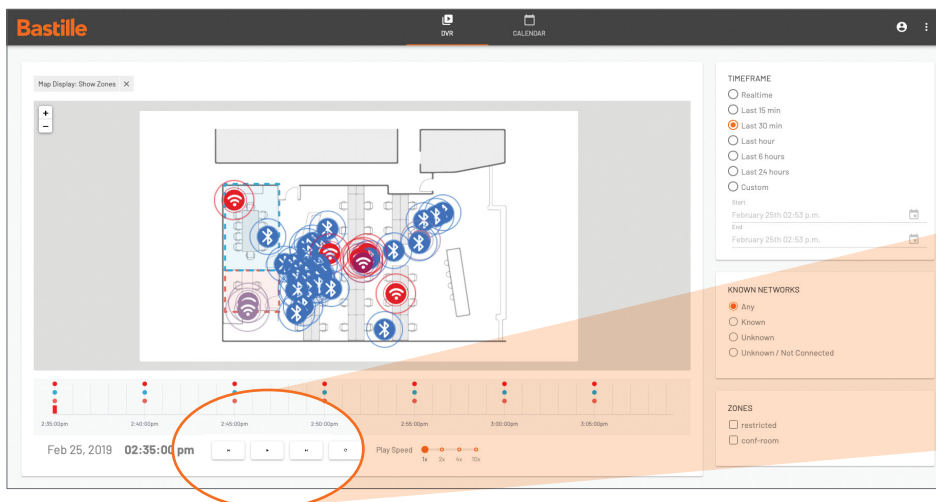 Bastille
DVR
CALENDAR
Map Display: Show Zones
+
−
TIMEFRAME
Realtime
Last 15 min
Last 30 min
Last hour
Last 6 hours
Last 24 hours
Custom
Start
February 25th 02:53 p.m.
End
February 25th 02:53 p.m.
KNOWN NETWORKS
Any
Known
Unknown
Unknown / Not Connected
ZONES
restricted
conf-room
2:35:00pm 2:40:00pm 2:45:00pm 2:50:00pm 2:55:00pm 3:00:00pm 3:05:00pm
Feb 25, 2019 02:35:00 pm
Play Speed
1x 2x 4x 10x